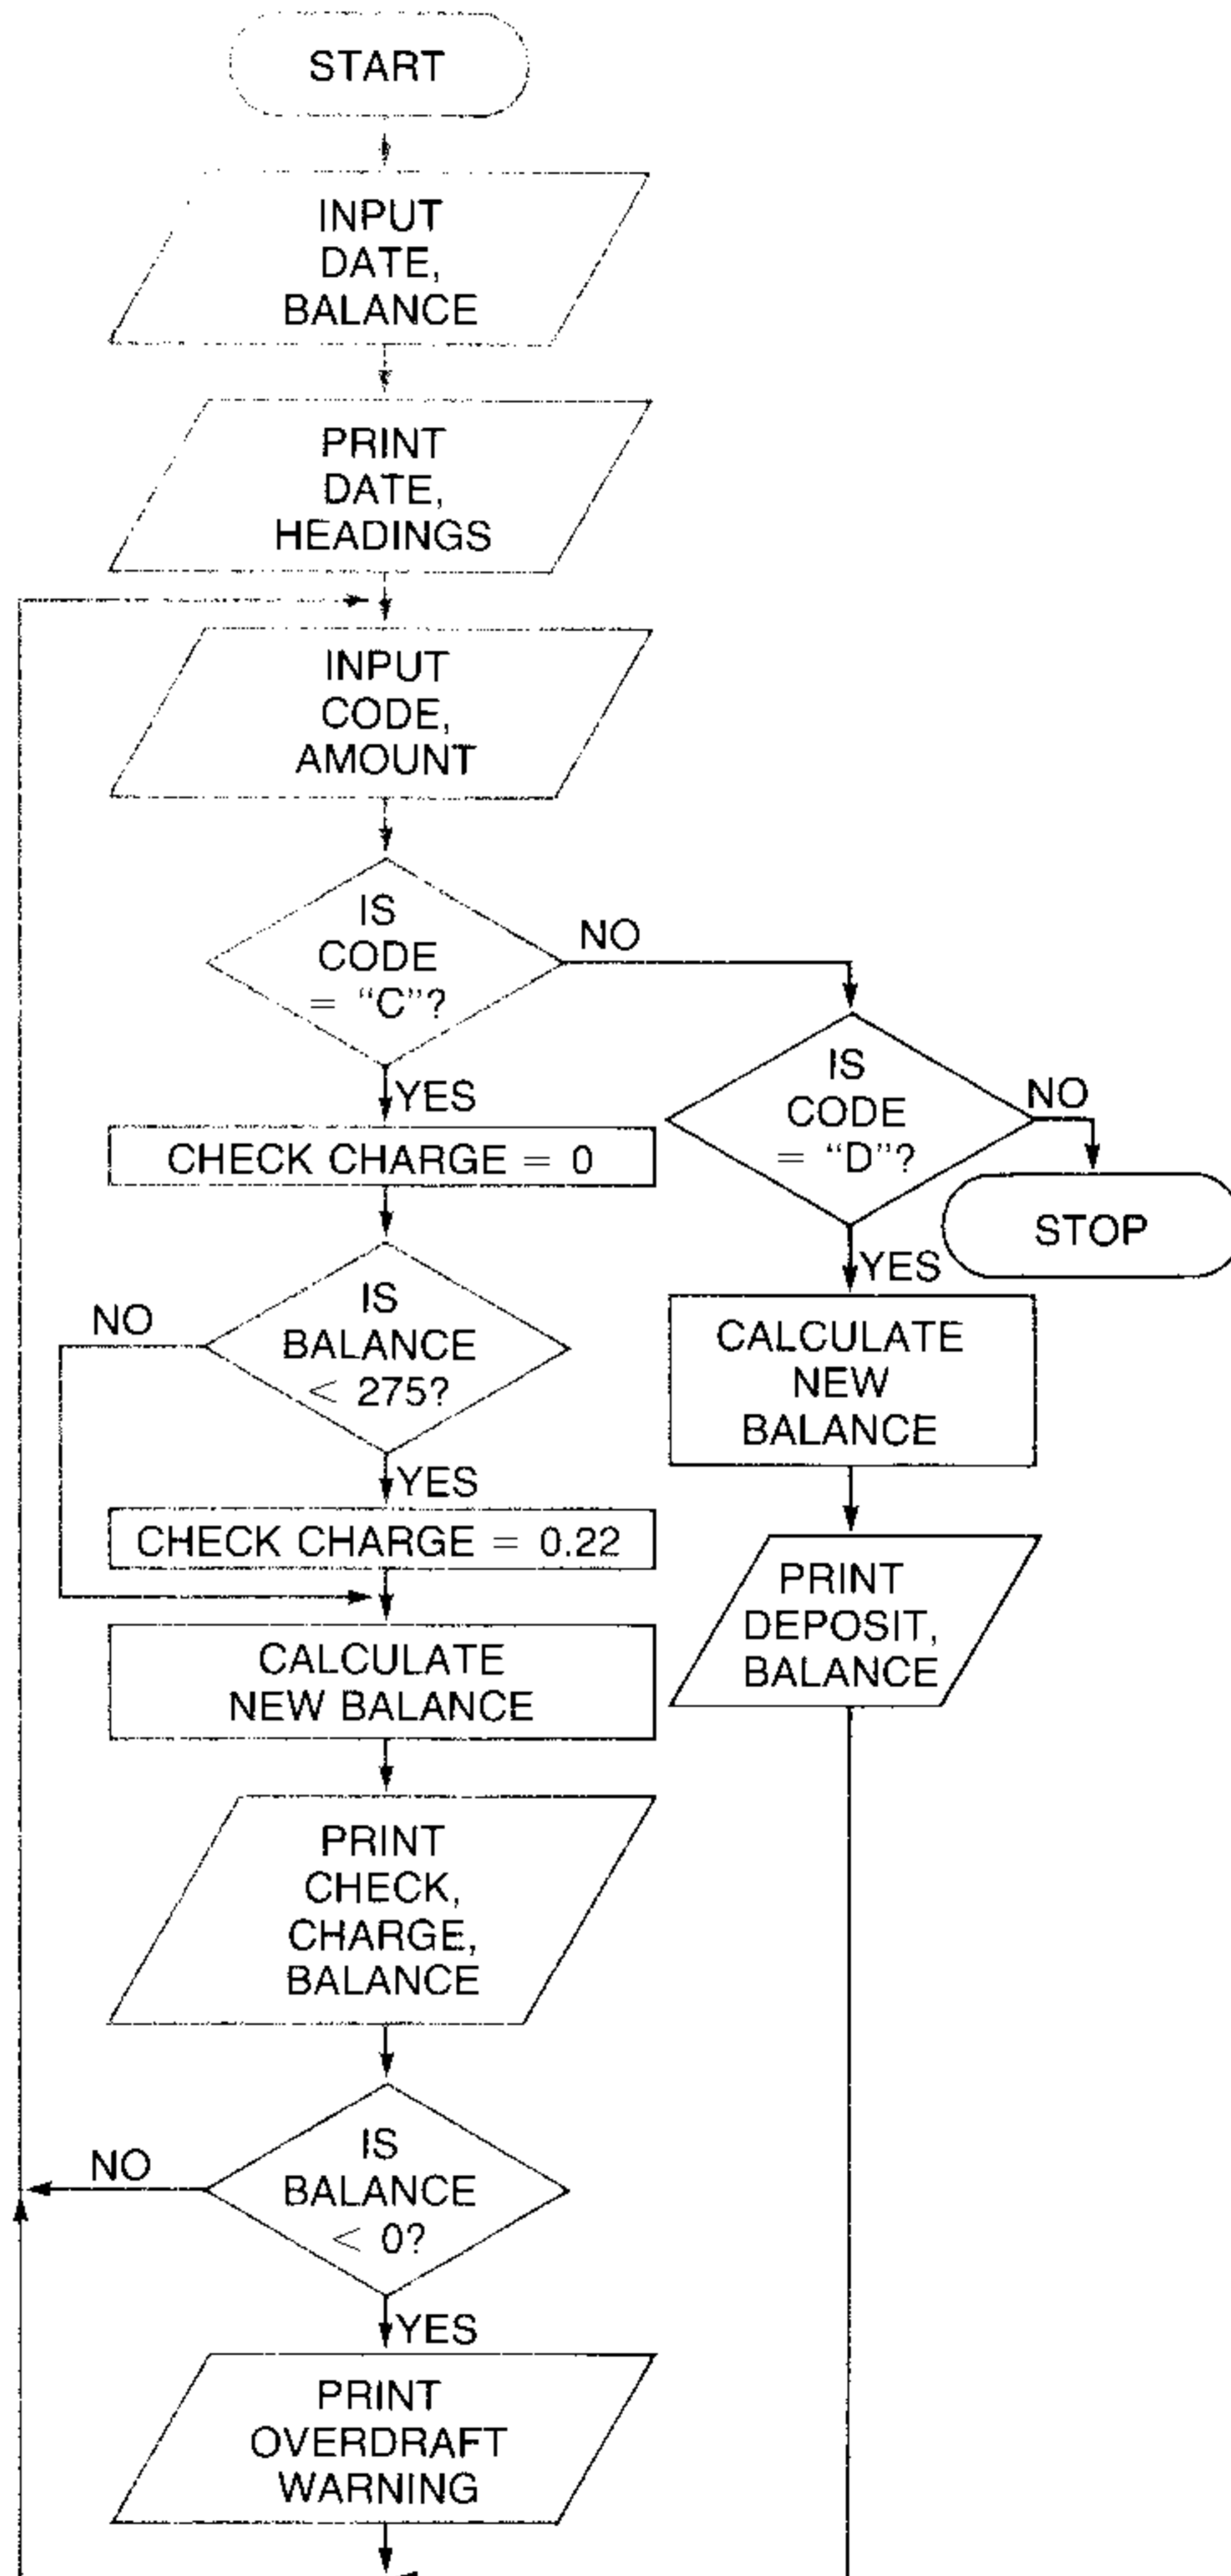 START
INPUT
DATE,
BALANCE
PRINT
DATE,
HEADINGS
INPUT
CODE,
AMOUNT
IS
CODE
= “C”?
NO
YES
IS
CODE
= “D”?
NO
STOP
YES
CALCULATE
NEW
BALANCE
PRINT
DEPOSIT,
BALANCE
CHECK CHARGE = 0
IS
BALANCE
< 275?
NO
YES
CHECK CHARGE = 0.22
CALCULATE
NEW BALANCE
PRINT
CHECK,
CHARGE,
BALANCE
IS
BALANCE
< 0?
NO
YES
PRINT
OVERDRAFT
WARNING